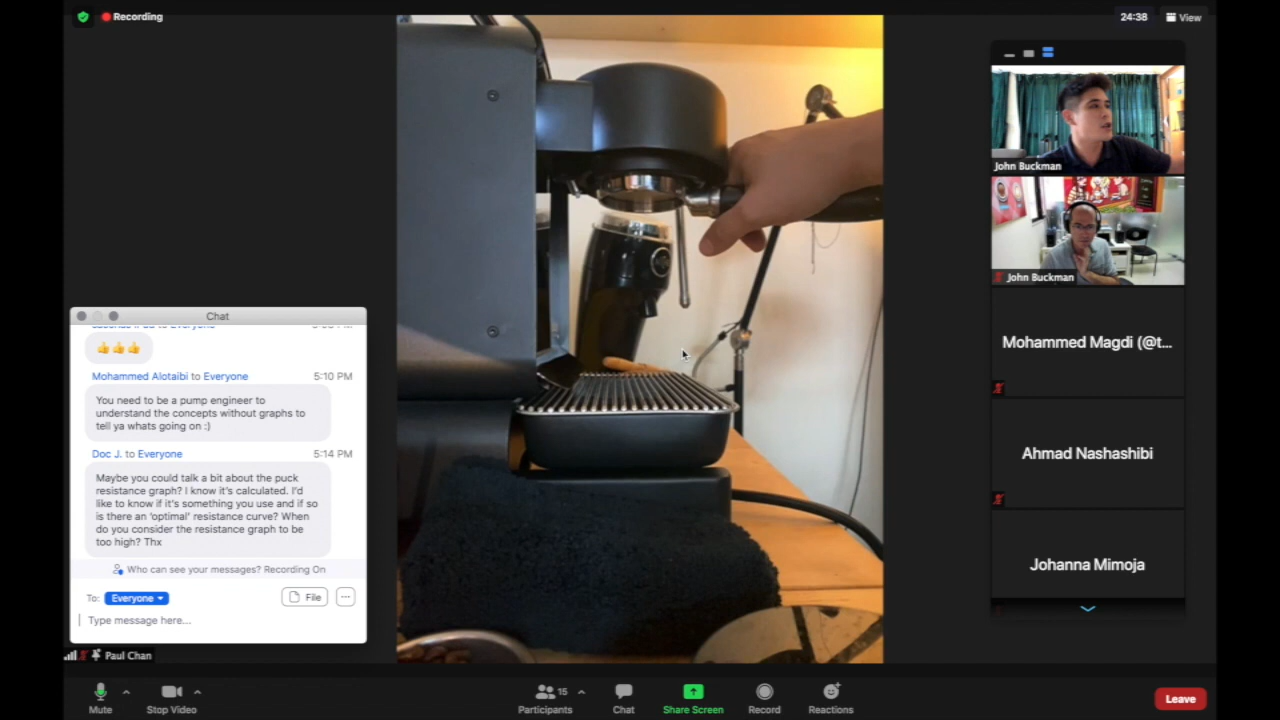 Recording
24:38
View
John Buckman
John Buckman
Mohammed Magdi (@t...
Ahmad Nashashibi
Johanna Mimoja
Chat
to Everyone
👍👍👍
Mohammed Alotaibi to Everyone 5:10 PM
You need to be a pump engineer to
understand the concepts without graphs to
tell ya whats going on :)
Doc J. to Everyone 5:14 PM
Maybe you could talk a bit about the puck
resistance graph? I know it's calculated. I'd
like to know if it's something you use and if so
is there an 'optimal' resistance curve? When
do you consider the resistance graph to be
too high? Thx
Who can see your messages? Recording On
To: Everyone
File
Type message here...
Paul Chan
Mute
Stop Video
15
Participants
Chat
Share Screen
Record
Reactions
Leave